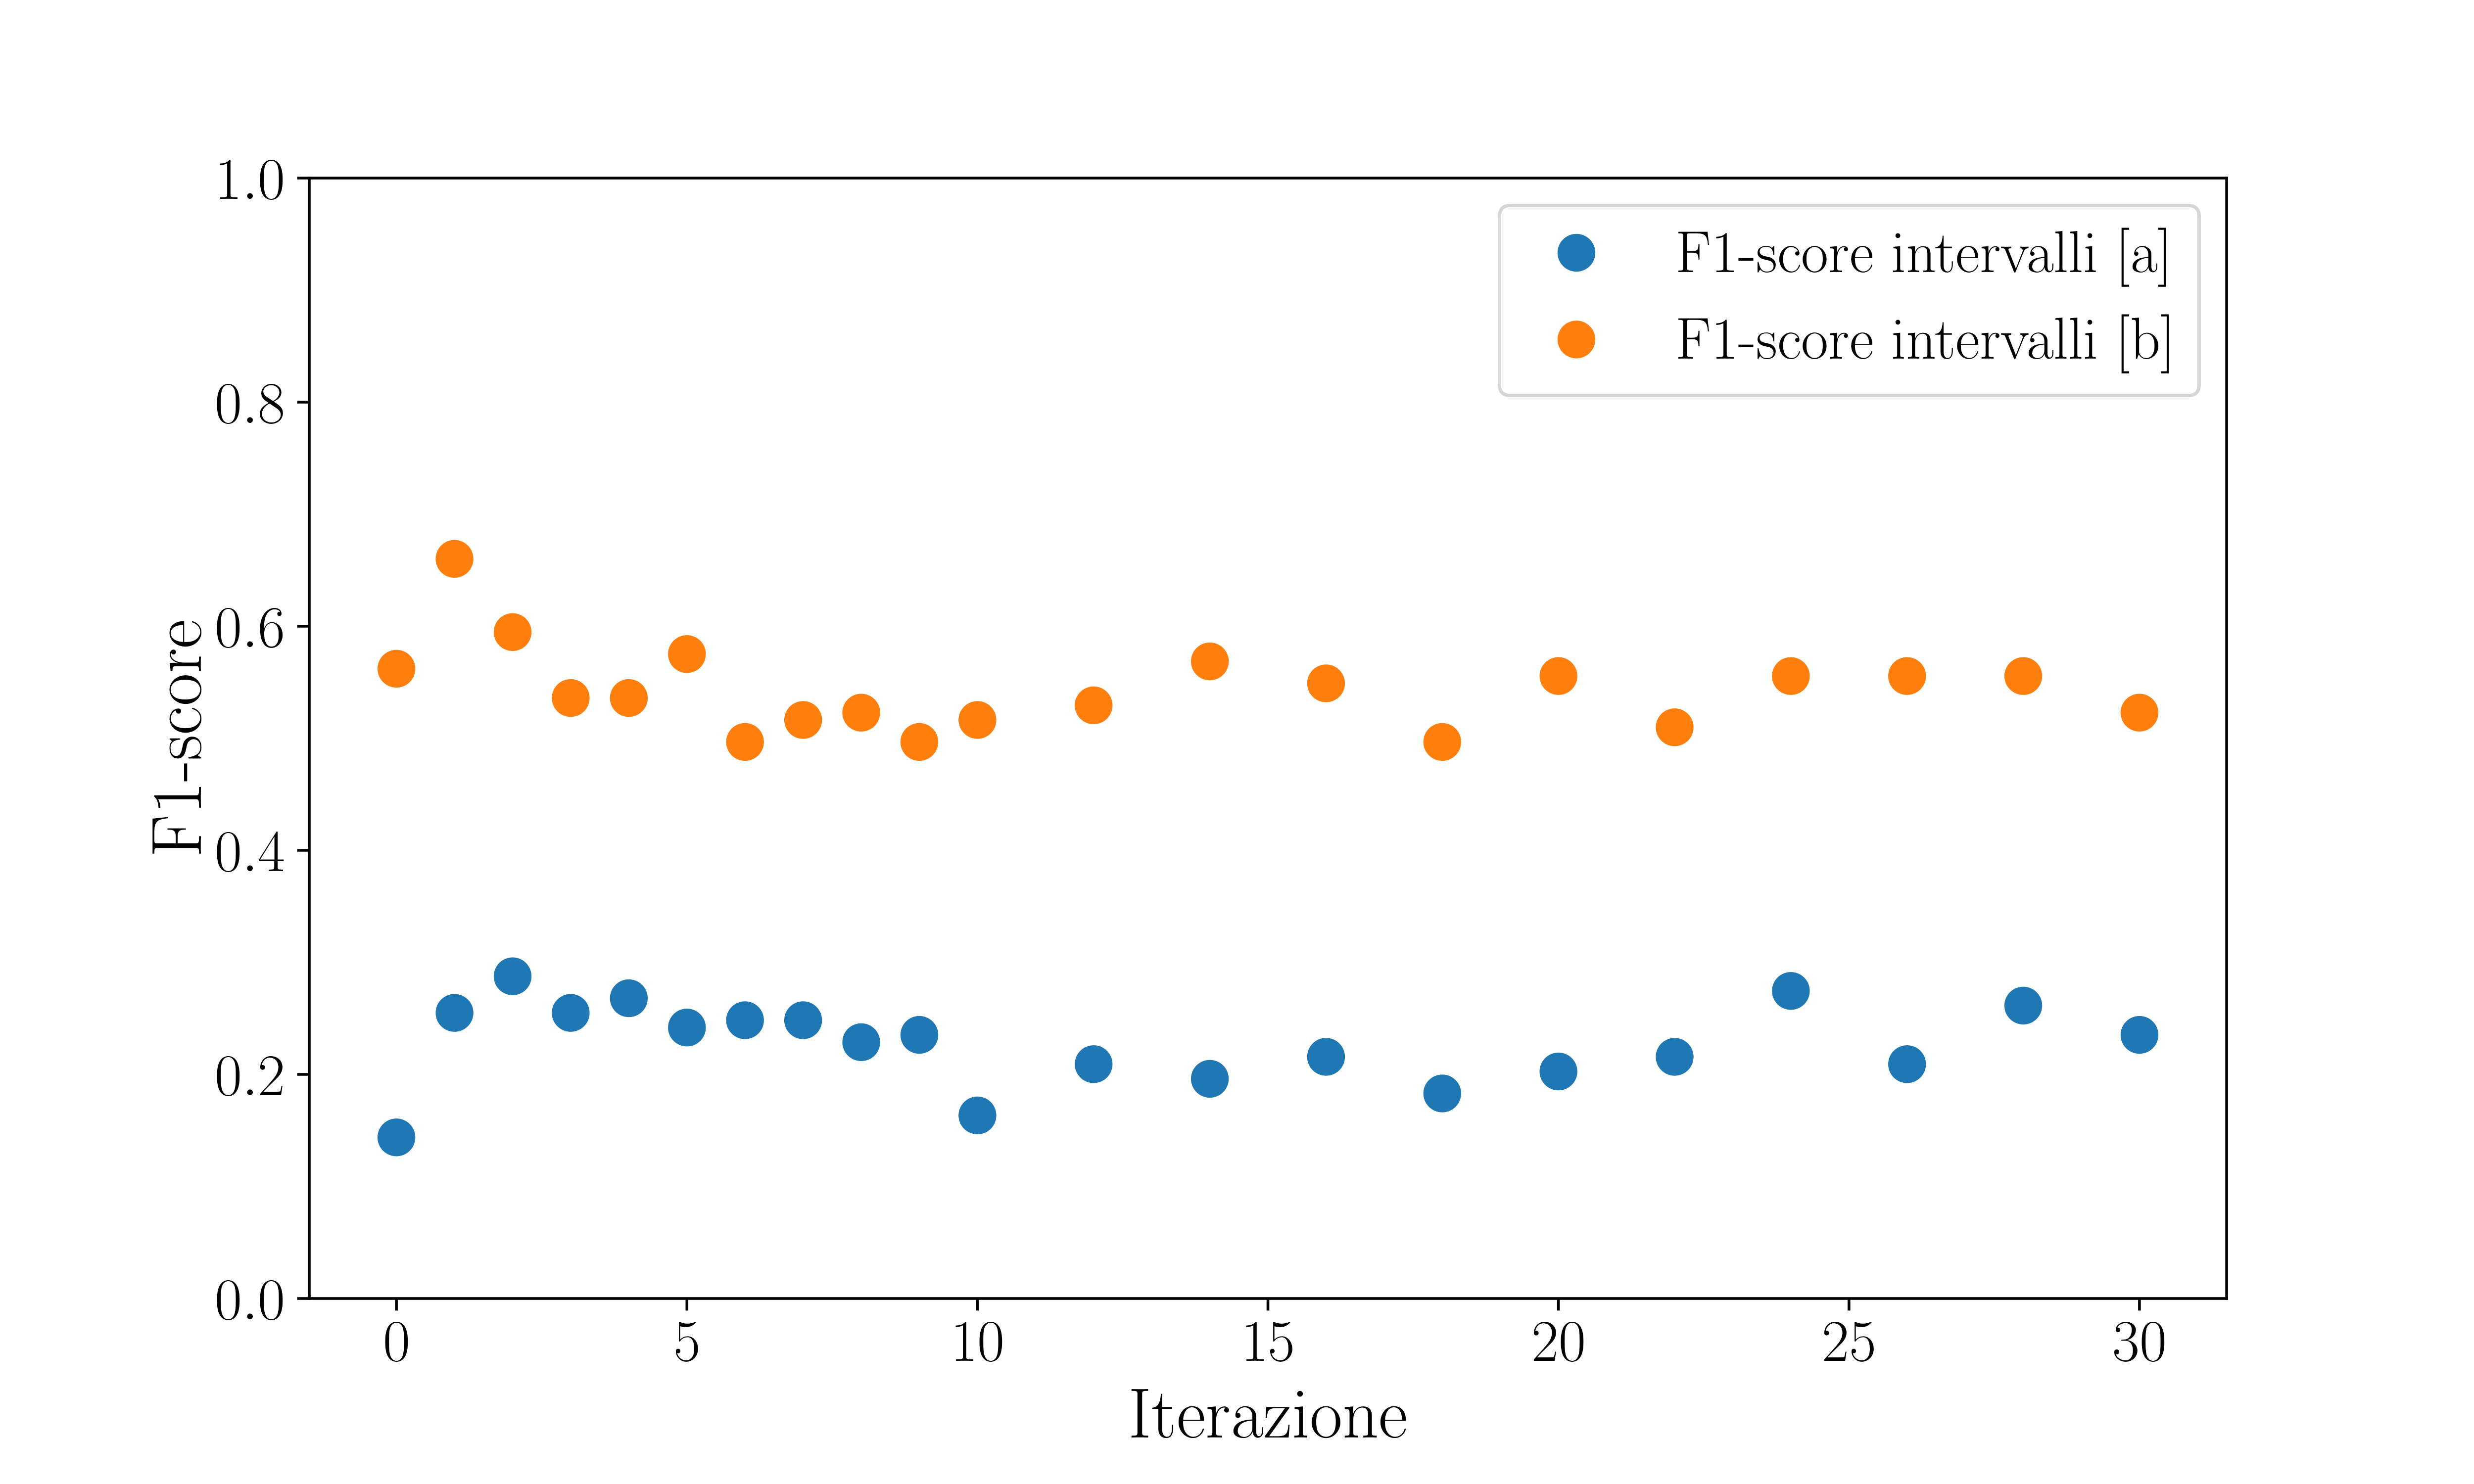 1.0
0.8
0.6
0.4
0.2
0.0
F1-score
F1-score intervalli [a]
F1-score intervalli [b]
0 5 10 15 20 25 30
Iterazione